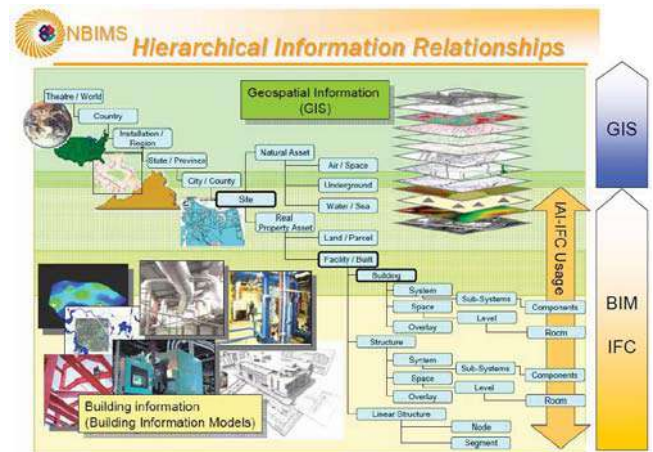 NBIMS
Hierarchical Information Relationships
Theatre / World
Country
Installation /
Region
State / Province
City / County
Site
Geospatial Information
(GIS)
Natural Asset
Air / Space
Underground
Water / Sea
Real
Property Asset
Land / Parcel
Facility / Built
Building
System
Space
Overlay
Sub-Systems
Level
Components
Room
Structure
System
Space
Overlay
Sub-Systems
Level
Components
Room
Linear Structure
Node
Segment
Building information
(Building Information Models)
GIS
IAI-IFC Usage
BIM
IFC